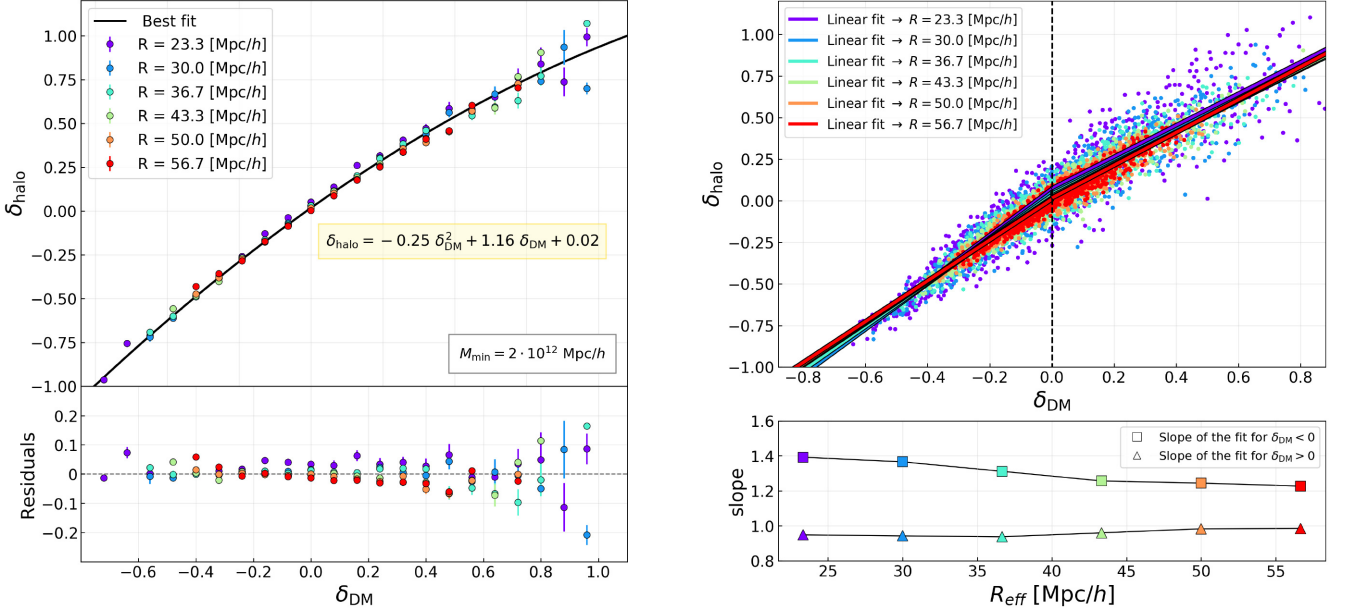 Best fit
R = 23.3 [Mpc/h]
R = 30.0 [Mpc/h]
R = 36.7 [Mpc/h]
R = 43.3 [Mpc/h]
R = 50.0 [Mpc/h]
R = 56.7 [Mpc/h]
1.00
0.75
0.50
0.25
0.00
−0.25
−0.50
−0.75
−1.00
δhalo
δhalo = − 0.25 δ²DM + 1.16 δDM + 0.02
Mmin = 2 · 10¹² Mpc/h
0.2
0.1
0
−0.1
−0.2
Residuals
−0.6 −0.4 −0.2 0.0 0.2 0.4 0.6 0.8 1.0
δDM
Linear fit → R = 23.3 [Mpc/h]
Linear fit → R = 30.0 [Mpc/h]
Linear fit → R = 36.7 [Mpc/h]
Linear fit → R = 43.3 [Mpc/h]
Linear fit → R = 50.0 [Mpc/h]
Linear fit → R = 56.7 [Mpc/h]
1.00
0.75
0.50
0.25
0.00
−0.25
−0.50
−0.75
−1.00
δhalo
−0.8 −0.6 −0.4 −0.2 0.0 0.2 0.4 0.6 0.8
δDM
Slope of the fit for δDM < 0
Slope of the fit for δDM > 0
1.6
1.4
1.2
1.0
0.8
slope
25 30 35 40 45 50 55
Reff [Mpc/h]